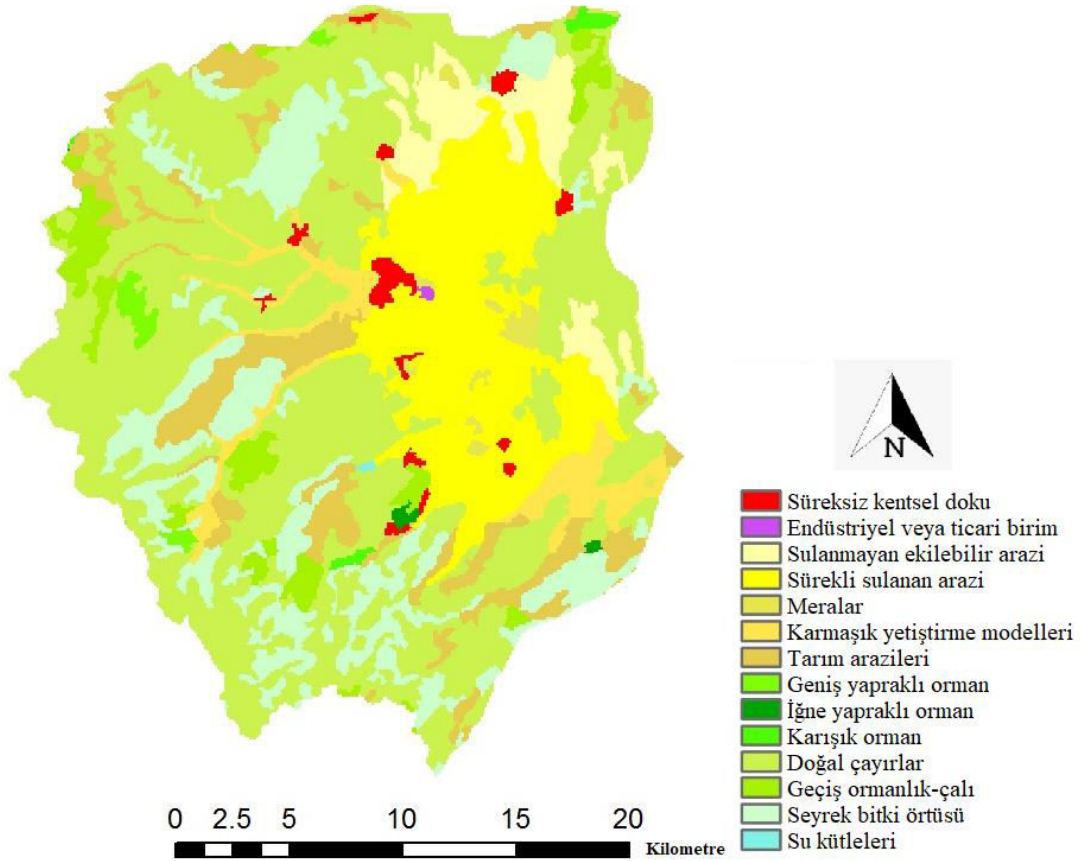 N
Süreksiz kentsel doku
Endüstriyel veya ticari birim
Sulanmayan ekilebilir arazi
Sürekli sulanan arazi
Meralar
Karmaşık yetiştirme modelleri
Tarım arazileri
Geniş yapraklı orman
İğne yapraklı orman
Karışık orman
Doğal çayırlar
Geçiş ormanlık-çalı
Seyrek bitki örtüsü
Su kütleleri
0 2.5 5 10 15 20
Kilometre